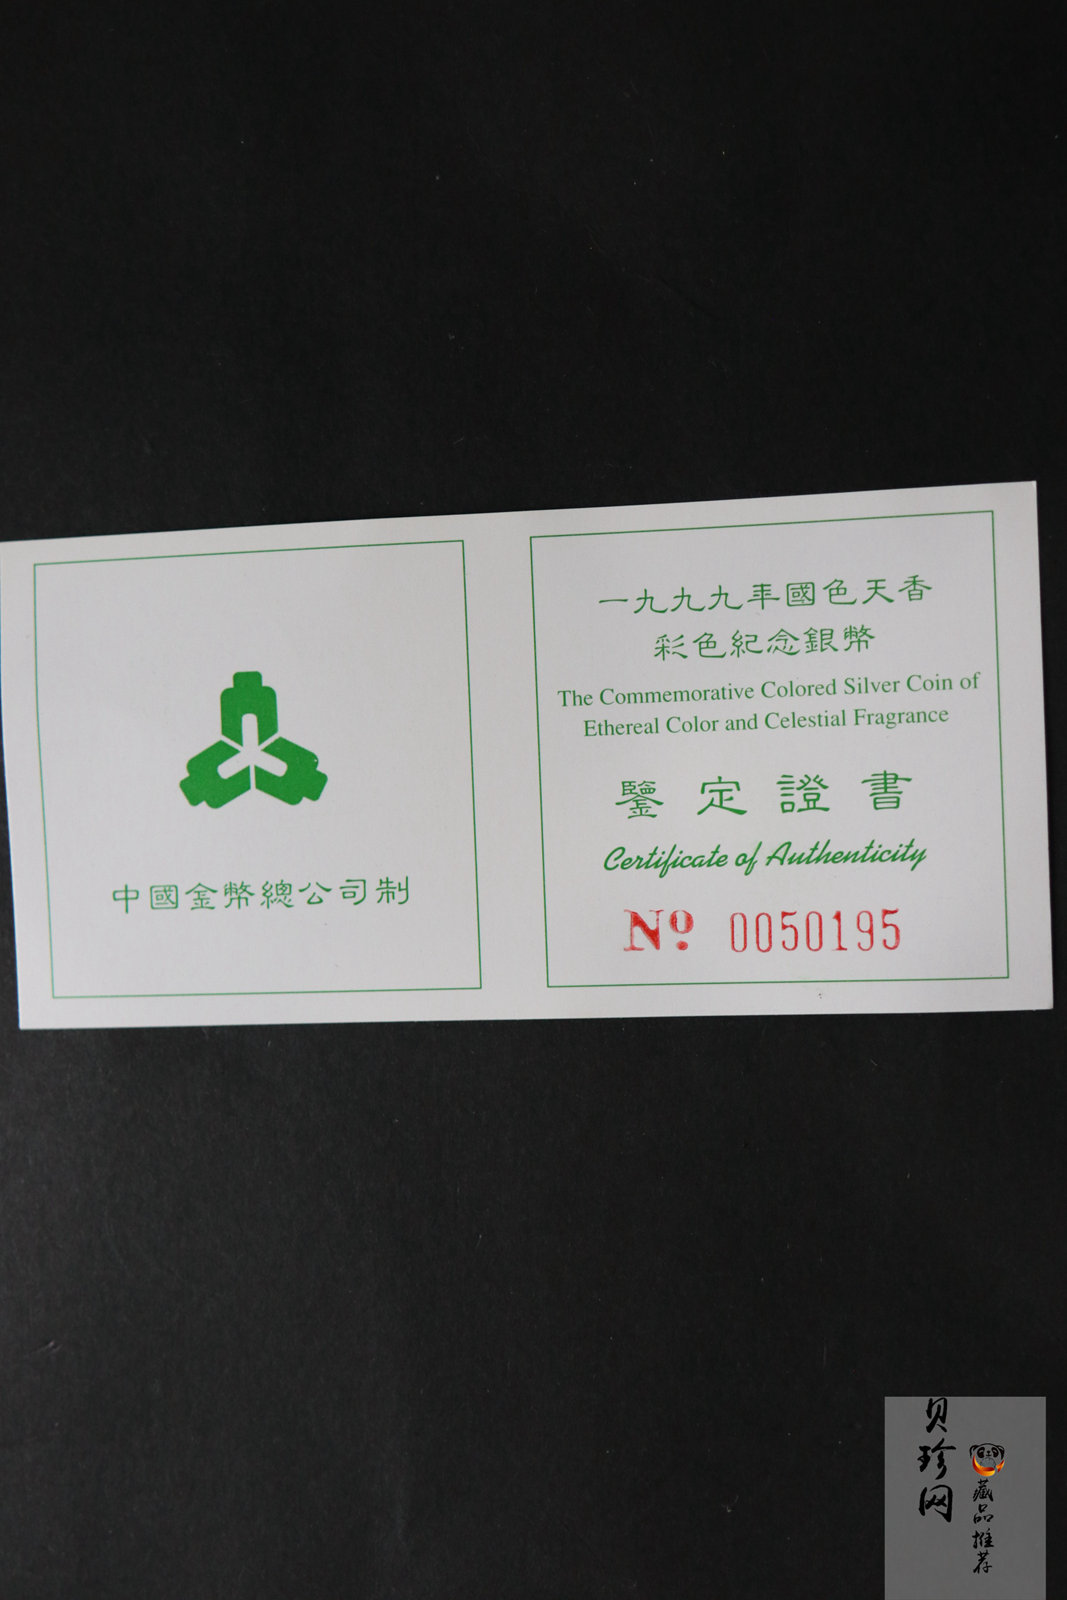 中國金幣總公司制
一九九九年國色天香
彩色紀念銀幣
The Commemorative Colored Silver Coin of
Ethereal Color and Celestial Fragrance
鑒定證書
Certificate of Authenticity
Nº 0050195
贝珍网
藏品推荐